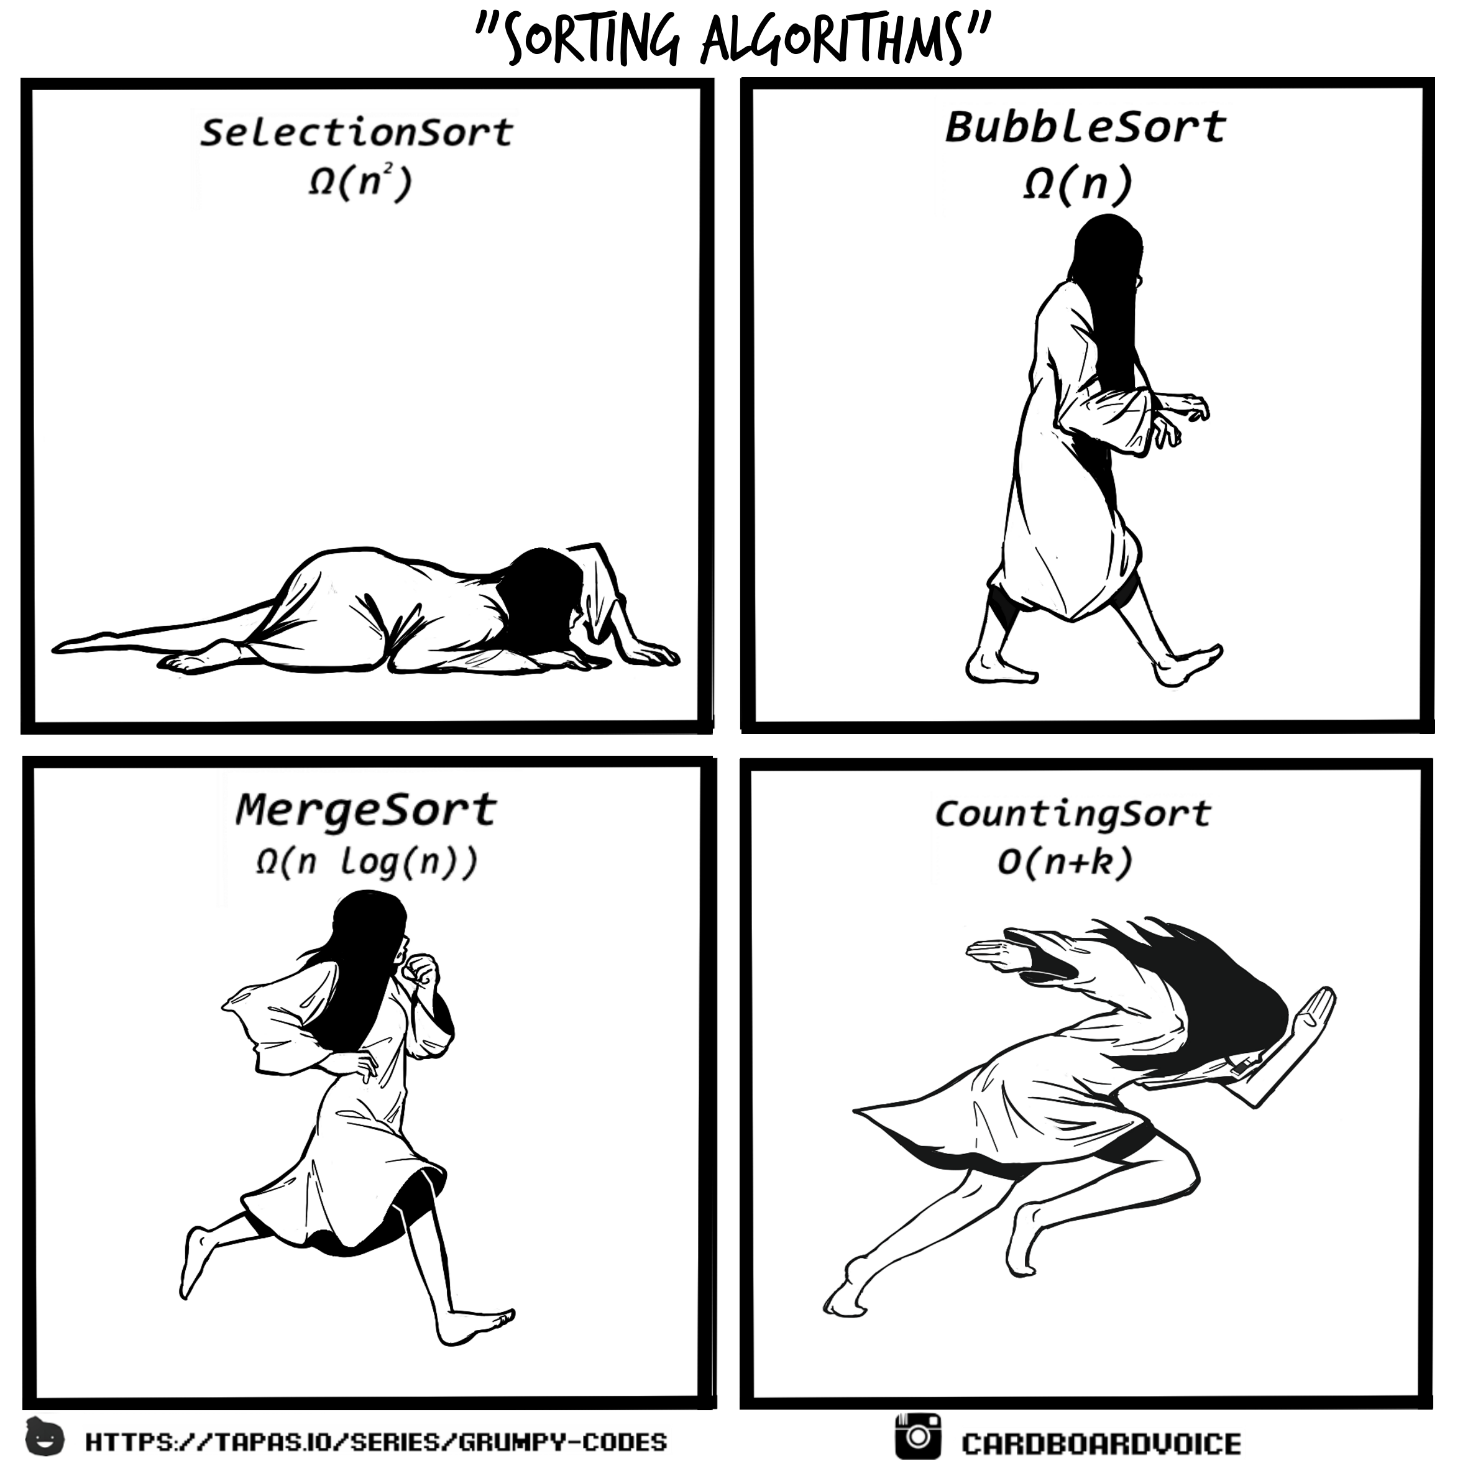 "SORTING ALGORITHMS"
SelectionSort
Ω(n²)
BubbleSort
Ω(n)
MergeSort
Ω(n log(n))
CountingSort
O(n+k)
HTTPS://TAPAS.IO/SERIES/GRUMPY-CODES
CARDBOARDVOICE